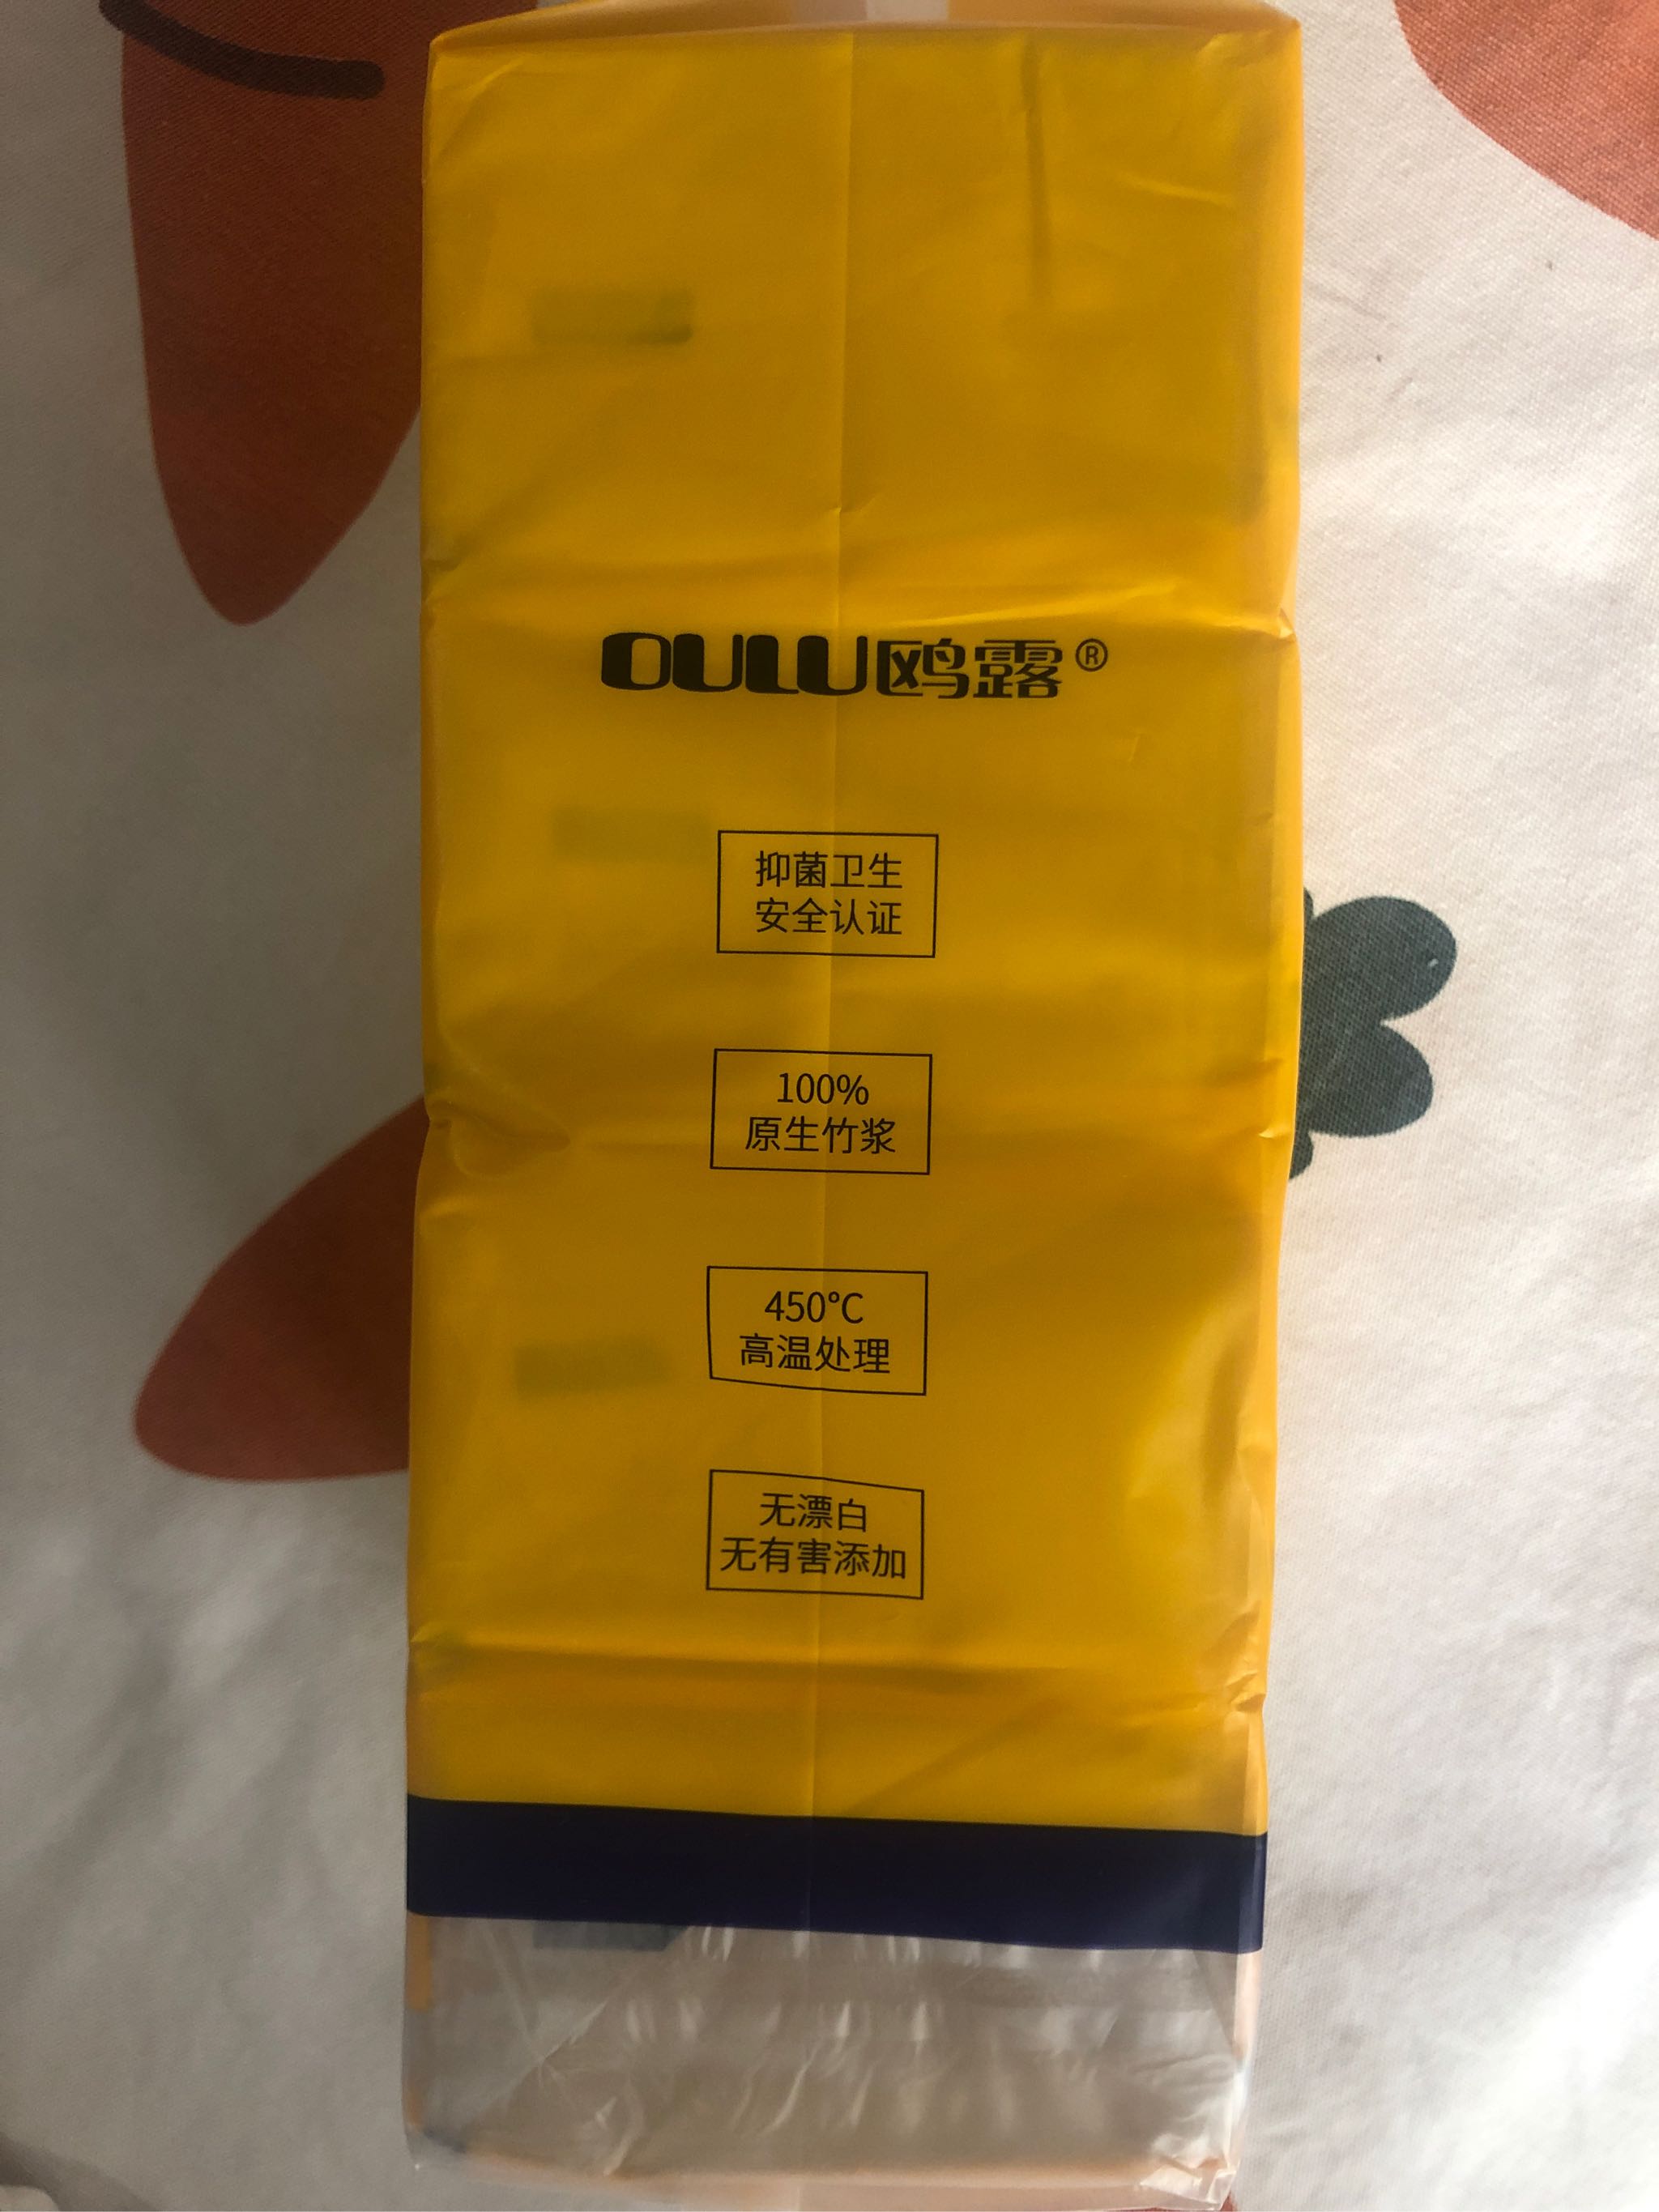 OULU鸥露®
抑菌卫生
安全认证
100%
原生竹浆
450°C
高温处理
无漂白
无有害添加